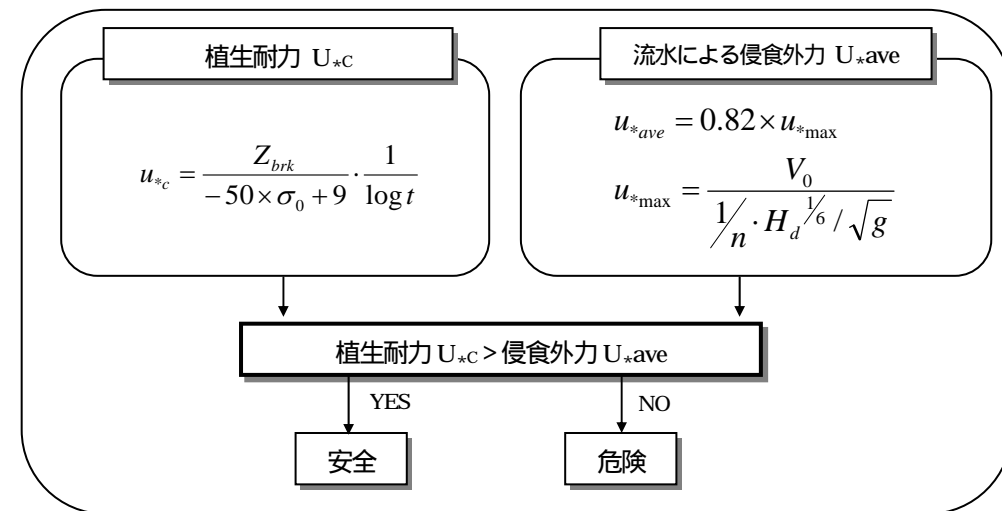 植生耐力 U*C
u*c = Zbrk / (−50×σ0+9) · 1 / log t
流水による侵食外力 U*ave
u*ave = 0.82×u*max
u*max = V0 / (1/n · Hd^1/6 / √g)
植生耐力U*C>侵食外力U*ave
YES
NO
安全
危険